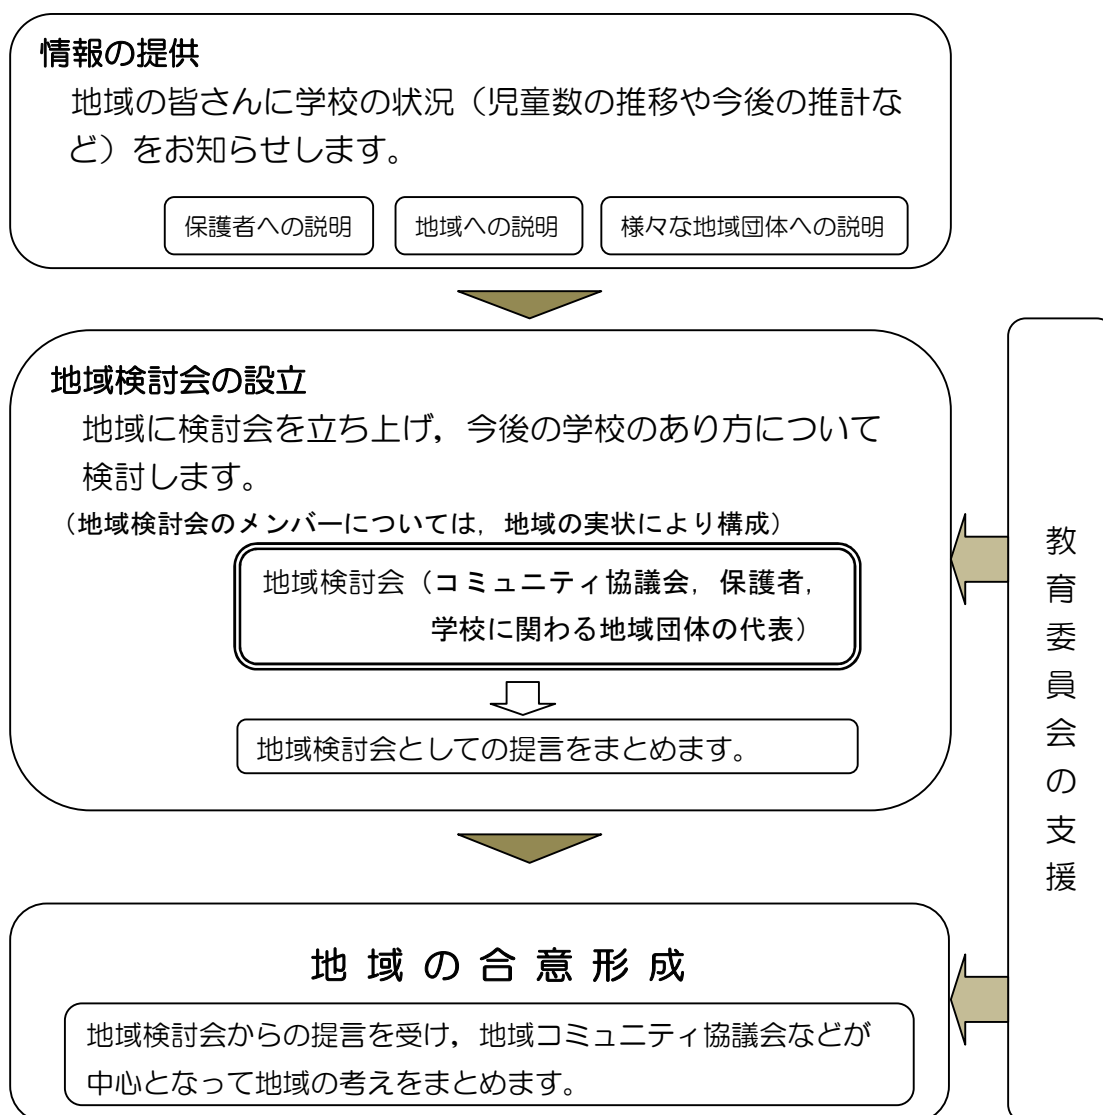 情報の提供
地域の皆さんに学校の状況（児童数の推移や今後の推計な
ど）をお知らせします。
保護者への説明
地域への説明
様々な地域団体への説明
地域検討会の設立
地域に検討会を立ち上げ，今後の学校のあり方について
検討します。
（地域検討会のメンバーについては，地域の実状により構成）
地域検討会（コミュニティ協議会，保護者，
学校に関わる地域団体の代表）
地域検討会としての提言をまとめます。
地域の合意形成
地域検討会からの提言を受け，地域コミュニティ協議会などが
中心となって地域の考えをまとめます。
教育委員会の支援